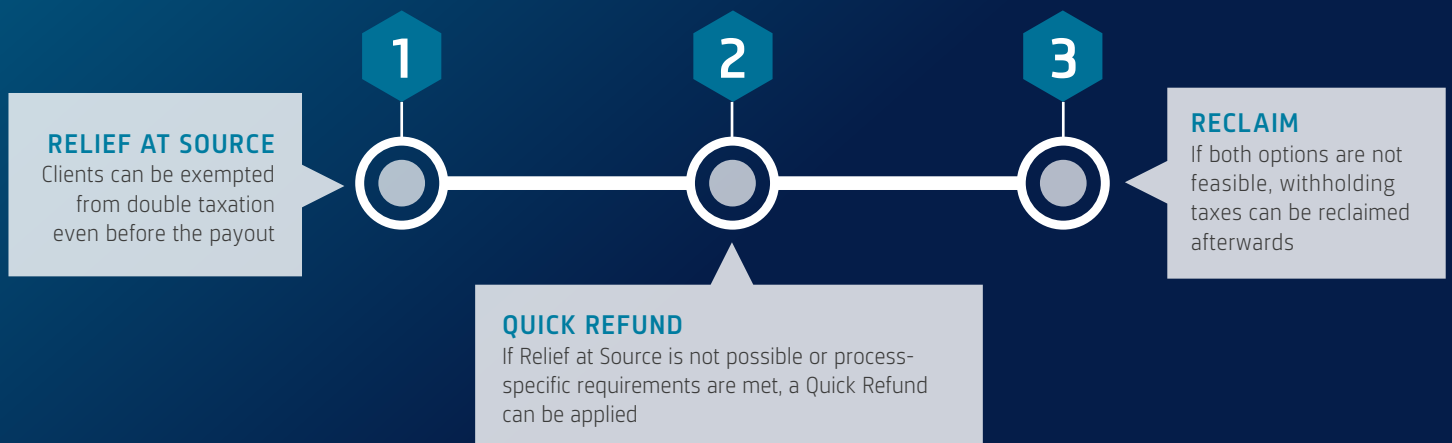 1
RELIEF AT SOURCE
Clients can be exempted
from double taxation
even before the payout
2
QUICK REFUND
If Relief at Source is not possible or process-
specific requirements are met, a Quick Refund
can be applied
3
RECLAIM
If both options are not
feasible, withholding
taxes can be reclaimed
afterwards